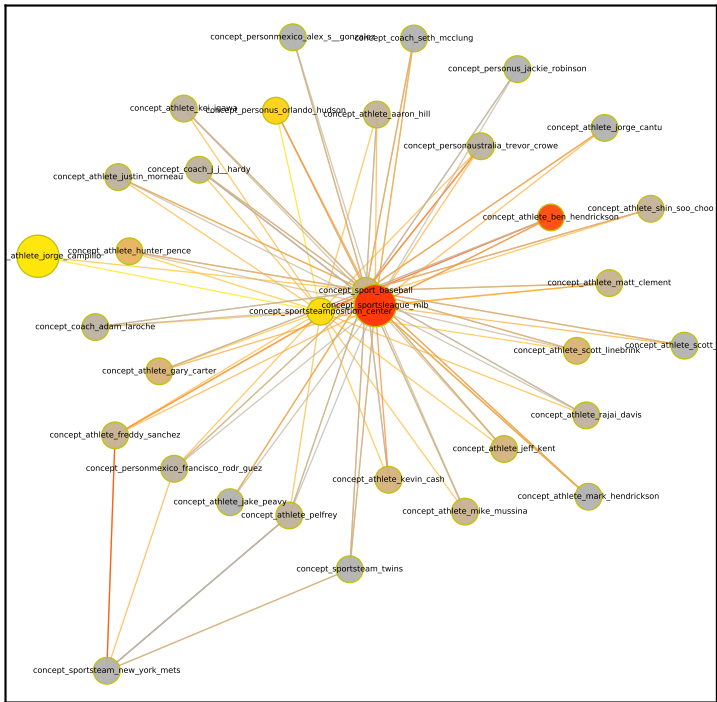 concept_personmexico_alex_s__gonzalez
concept_coach_seth_mcclung
concept_personus_jackie_robinson
concept_athlete_kei_igawa
concept_personus_orlando_hudson
concept_athlete_aaron_hill
concept_athlete_jorge_cantu
concept_personaustralia_trevor_crowe
concept_coach_j_j__hardy
concept_athlete_justin_morneau
concept_athlete_shin_soo_choo
concept_athlete_ben_hendrickson
concept_athlete_hunter_pence
_athlete_jorge_campillo
concept_athlete_matt_clement
concept_sport_baseball
concept_sportsleague_mlb
concept_sportsteamposition_center
concept_coach_adam_laroche
concept_athlete_scott_linebrink
concept_athlete_scott_
concept_athlete_gary_carter
concept_athlete_rajai_davis
concept_athlete_freddy_sanchez
concept_athlete_jeff_kent
concept_personmexico_francisco_rodr_guez
concept_athlete_kevin_cash
concept_athlete_mark_hendrickson
concept_athlete_jake_peavy
concept_athlete_mike_mussina
concept_athlete_pelfrey
concept_sportsteam_twins
concept_sportsteam_new_york_mets